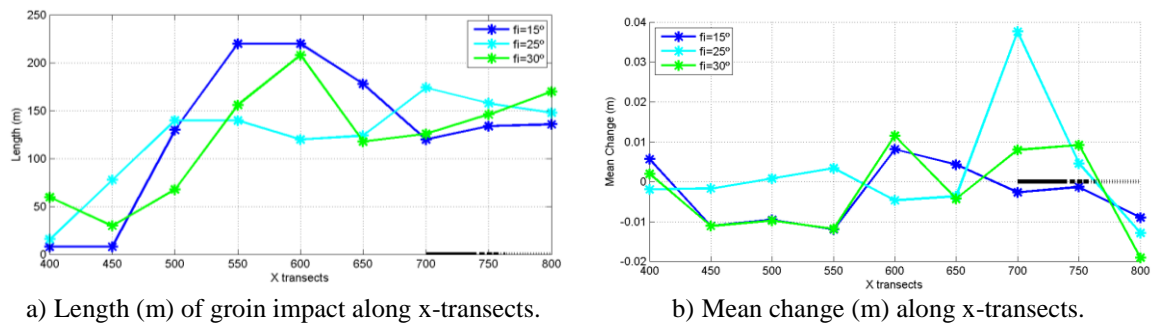 250
200
150
100
50
0
Length (m)
400 450 500 550 600 650 700 750 800
X transects
fi=15º
fi=25º
fi=30º
a) Length (m) of groin impact along x-transects.
0.04
0.03
0.02
0.01
0
-0.01
-0.02
Mean Change (m)
400 450 500 550 600 650 700 750 800
X transects
fi=15º
fi=25º
fi=30º
b) Mean change (m) along x-transects.